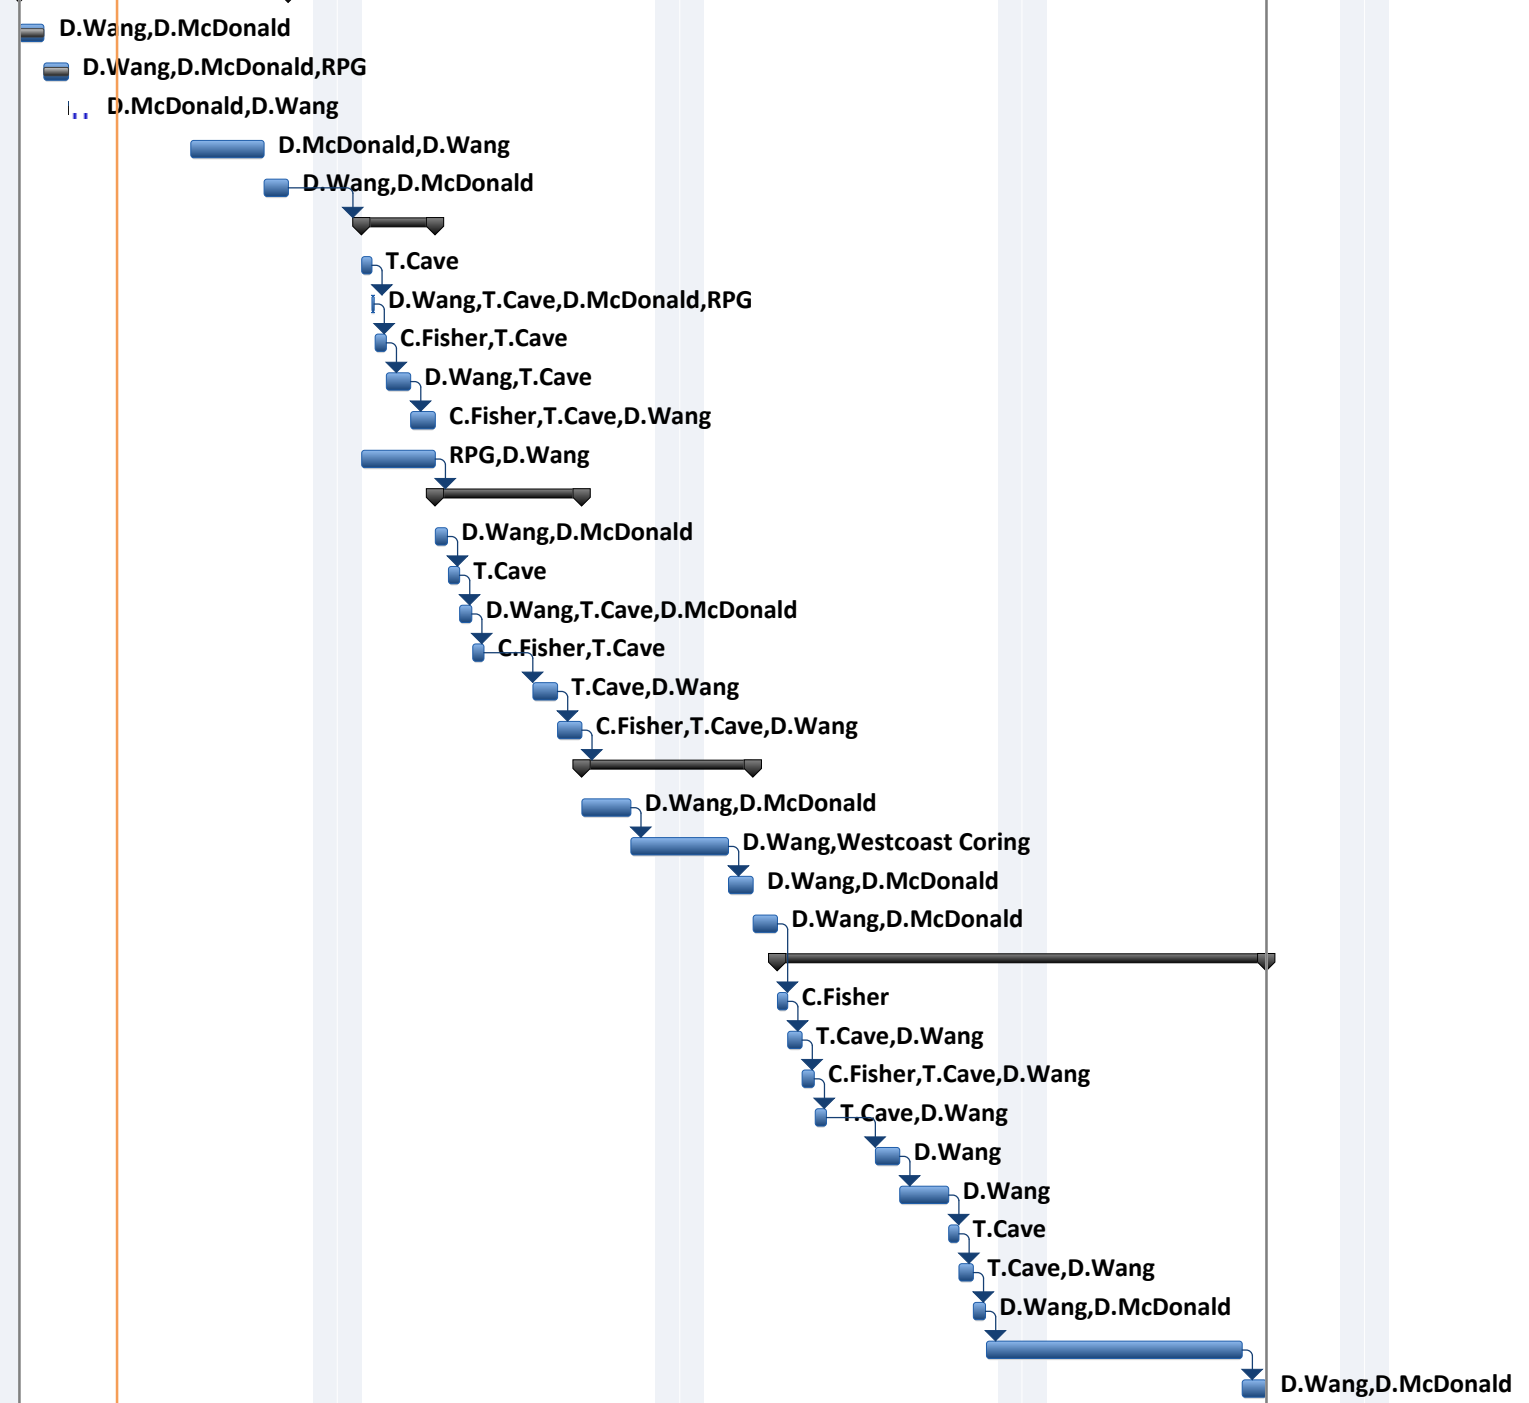 D.Wang,D.McDonald
D.Wang,D.McDonald,RPG
D.McDonald,D.Wang
D.McDonald,D.Wang
D.Wang,D.McDonald
T.Cave
D.Wang,T.Cave,D.McDonald,RPG
C.Fisher,T.Cave
D.Wang,T.Cave
C.Fisher,T.Cave,D.Wang
RPG,D.Wang
D.Wang,D.McDonald
T.Cave
D.Wang,T.Cave,D.McDonald
C.Fisher,T.Cave
T.Cave,D.Wang
C.Fisher,T.Cave,D.Wang
D.Wang,D.McDonald
D.Wang,Westcoast Coring
D.Wang,D.McDonald
D.Wang,D.McDonald
C.Fisher
T.Cave,D.Wang
C.Fisher,T.Cave,D.Wang
T.Cave,D.Wang
D.Wang
D.Wang
T.Cave
T.Cave,D.Wang
D.Wang,D.McDonald
D.Wang,D.McDonald